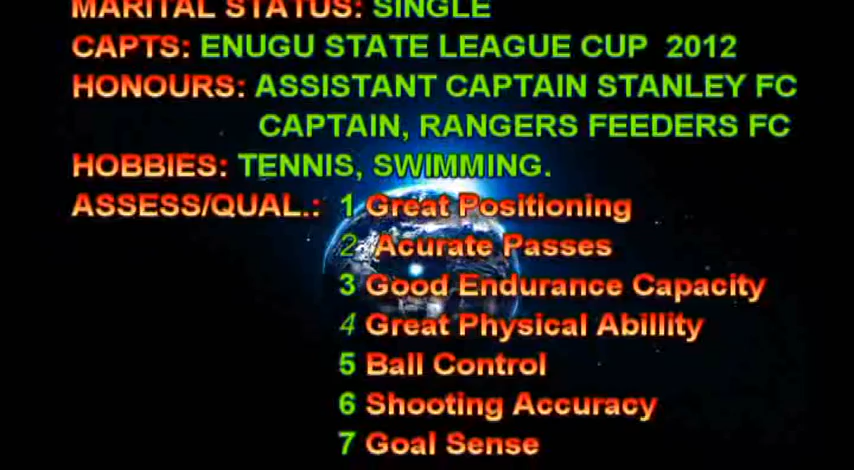 MARITAL STATUS: SINGLE
CAPTS: ENUGU STATE LEAGUE CUP 2012
HONOURS: ASSISTANT CAPTAIN STANLEY FC
CAPTAIN, RANGERS FEEDERS FC
HOBBIES: TENNIS, SWIMMING.
ASSESS/QUAL.: 1 Great Positioning
2 Acurate Passes
3 Good Endurance Capacity
4 Great Physical Abillity
5 Ball Control
6 Shooting Accuracy
7 Goal Sense